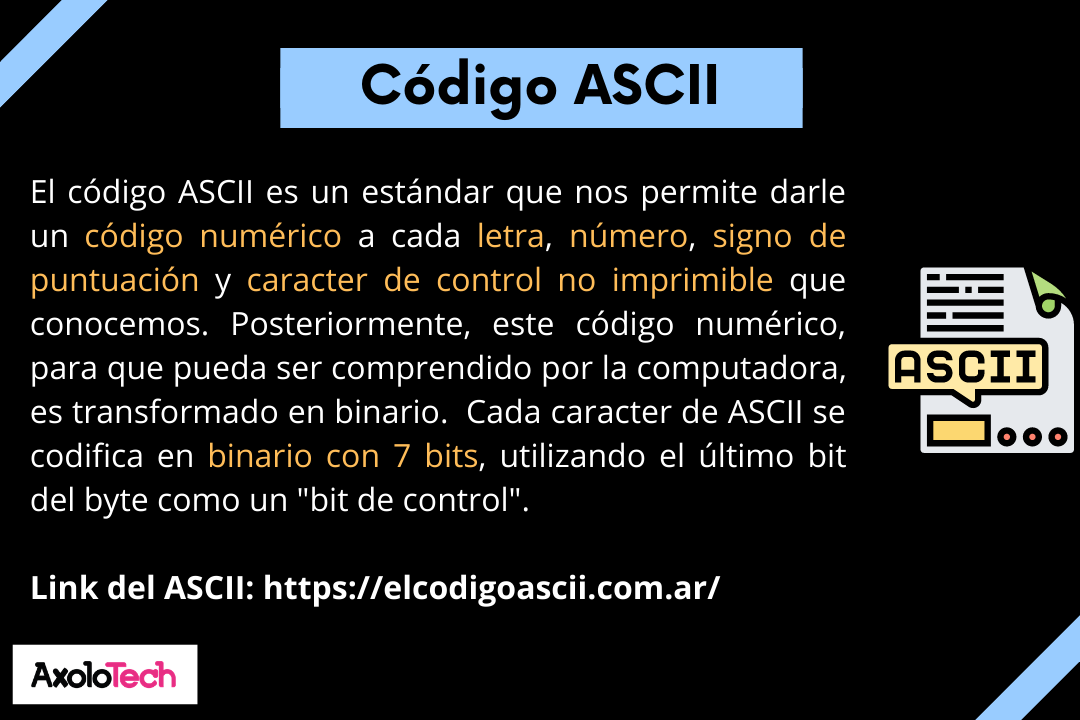 Código ASCII
El código ASCII es un estándar que nos permite darle
un código numérico a cada letra, número, signo de
puntuación y caracter de control no imprimible que
conocemos. Posteriormente, este código numérico,
para que pueda ser comprendido por la computadora,
es transformado en binario.  Cada caracter de ASCII se
codifica en binario con 7 bits, utilizando el último bit
del byte como un "bit de control".
ASCII
Link del ASCII: https://elcodigoascii.com.ar/
AxoloTech